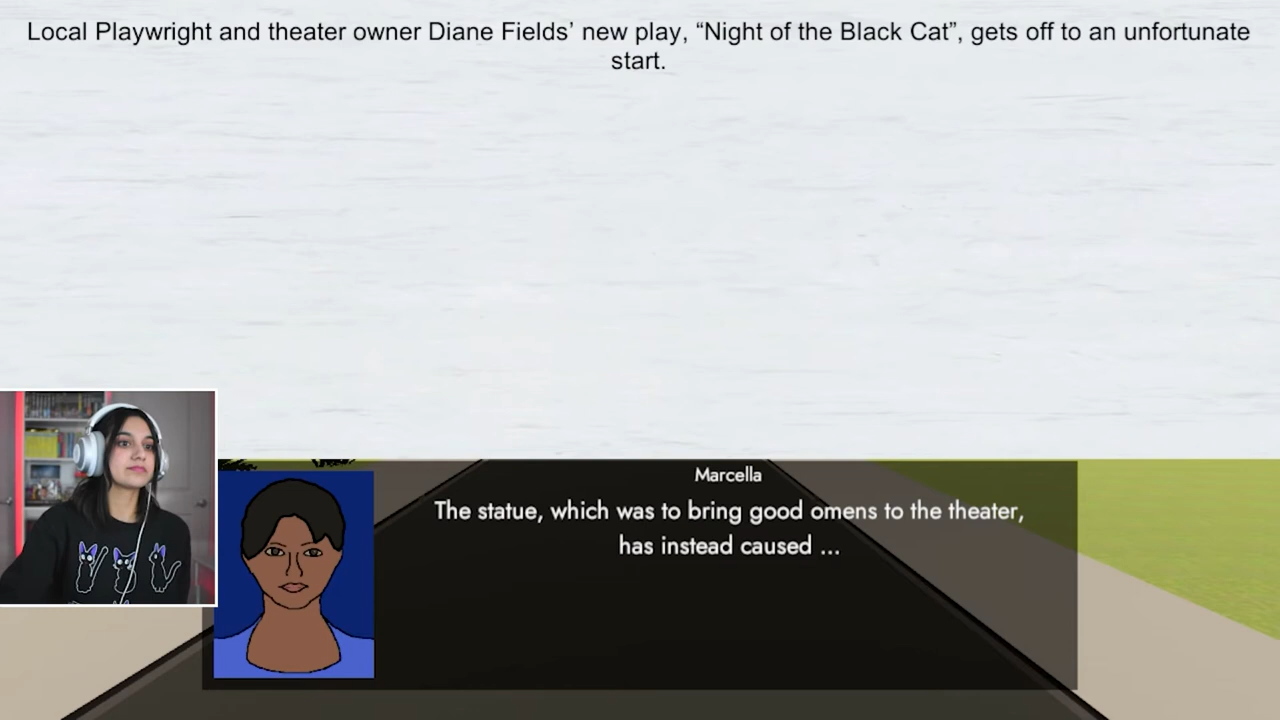 Local Playwright and theater owner Diane Fields’ new play, “Night of the Black Cat”, gets off to an unfortunate
start.
Marcella
The statue, which was to bring good omens to the theater,
has instead caused ...